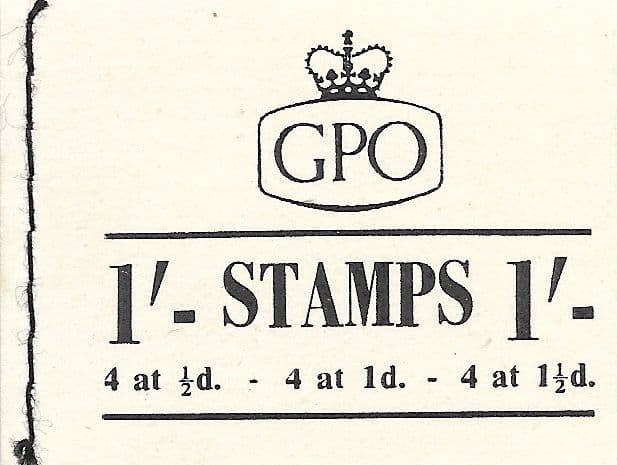 GPO
1'- STAMPS 1'-
4 at ½d. - 4 at 1d. - 4 at 1½d.